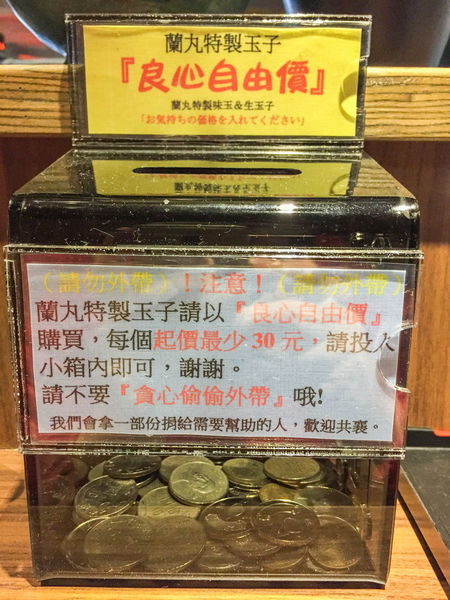 蘭丸特製玉子
『良心自由價』
蘭丸特製味玉&生玉子
「お気持ちの価格を入れてください」
(請勿外帶)！注意！(請勿外帶)
蘭丸特製玉子請以『良心自由價』
購買，每個起價最少 30 元，請投入
小箱內即可，謝謝。
請不要『貪心偷偷外帶』哦!
我們會拿一部份捐給需要幫助的人，歡迎共襄。